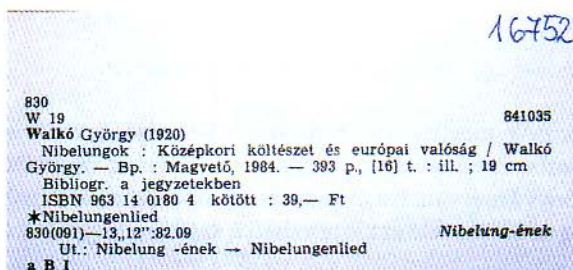 16752
830
W 19 841035
Walkó György (1920)
Nibelungok : Középkori költészet és európai valóság / Walkó
György. — Bp. : Magvető, 1984. — 393 p., [16] t. : ill. ; 19 cm
Bibliogr. a jegyzetekben
ISBN 963 14 0180 4 kötött : 39,— Ft
★Nibelungenlied
830(091)—13„12":82.09 Nibelung-ének
Ut.: Nibelung -ének → Nibelungenlied
a B I